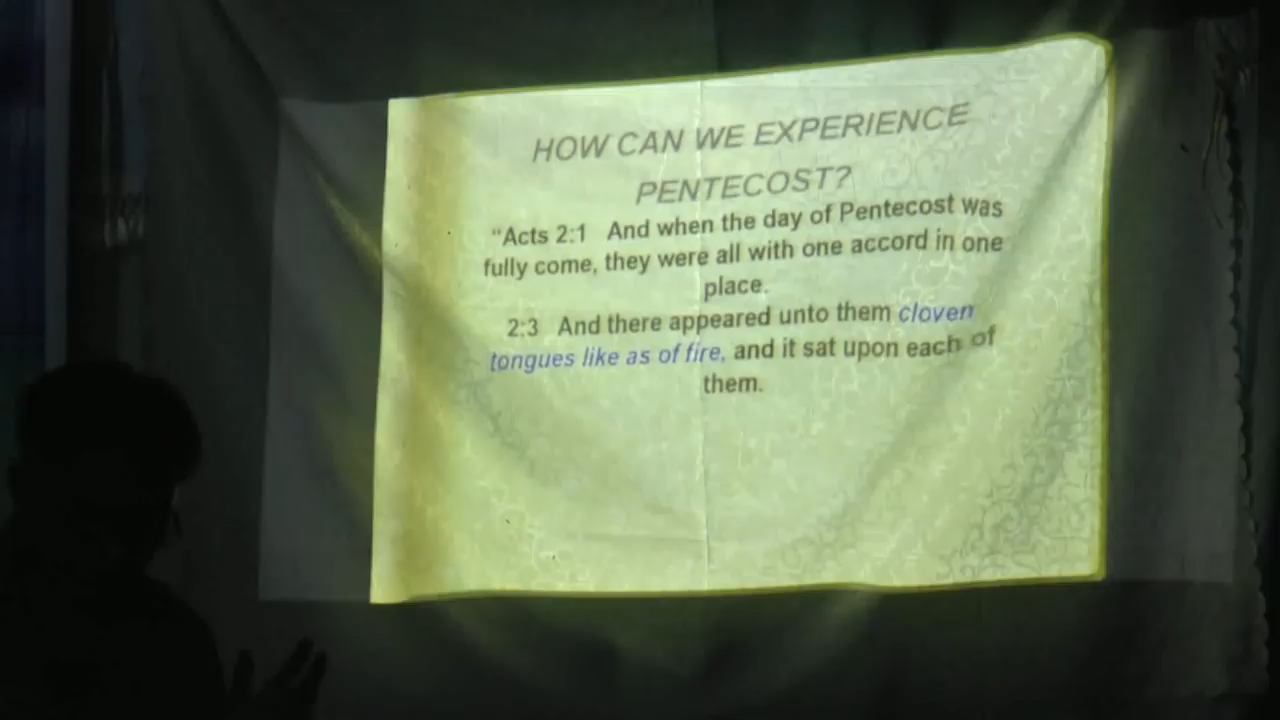 HOW CAN WE EXPERIENCE
PENTECOST?
“Acts 2:1 And when the day of Pentecost was
fully come, they were all with one accord in one
place.
2:3 And there appeared unto them cloven
tongues like as of fire, and it sat upon each of
them.